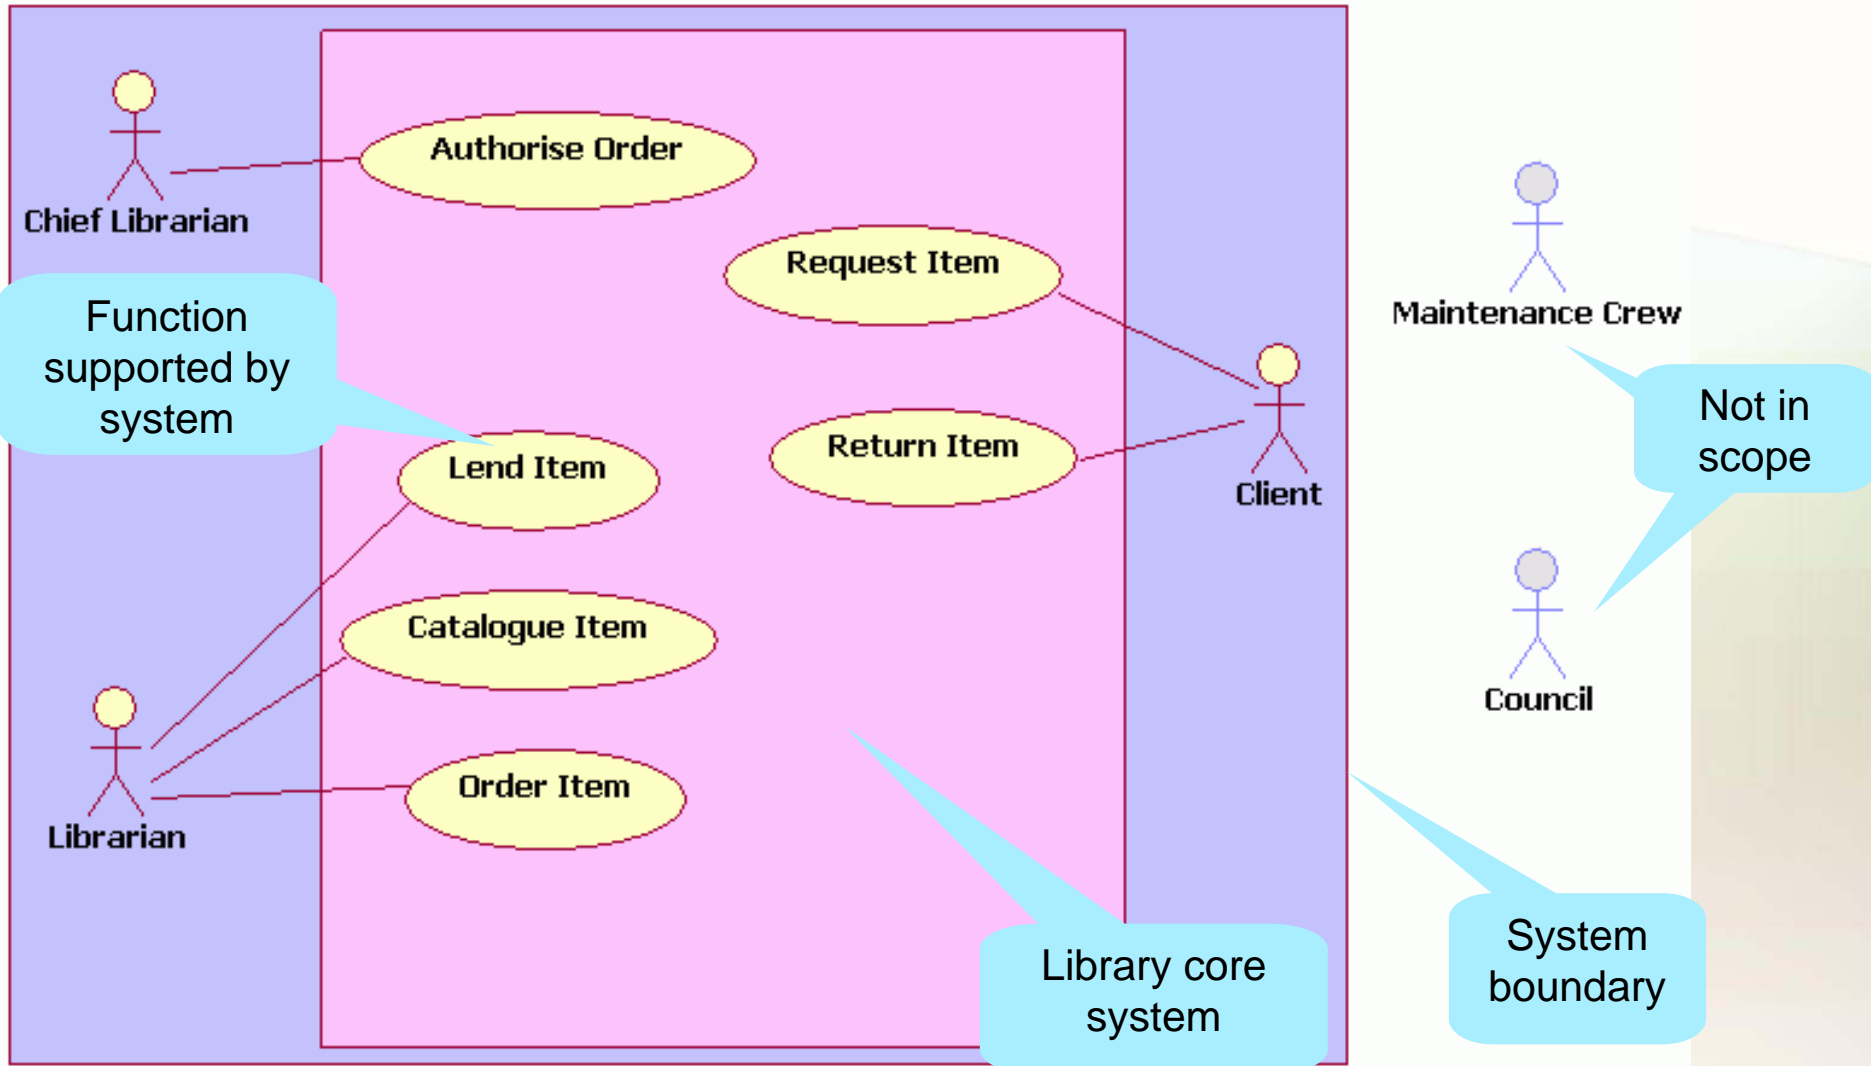 Authorise Order
Chief Librarian
Request Item
Maintenance Crew
Function
supported by
system
Not in
scope
Lend Item
Return Item
Client
Catalogue Item
Council
Order Item
Librarian
Library core
system
System
boundary